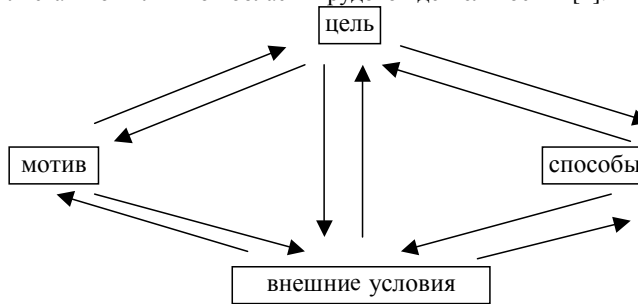 цель
мотив
способы
внешние условия